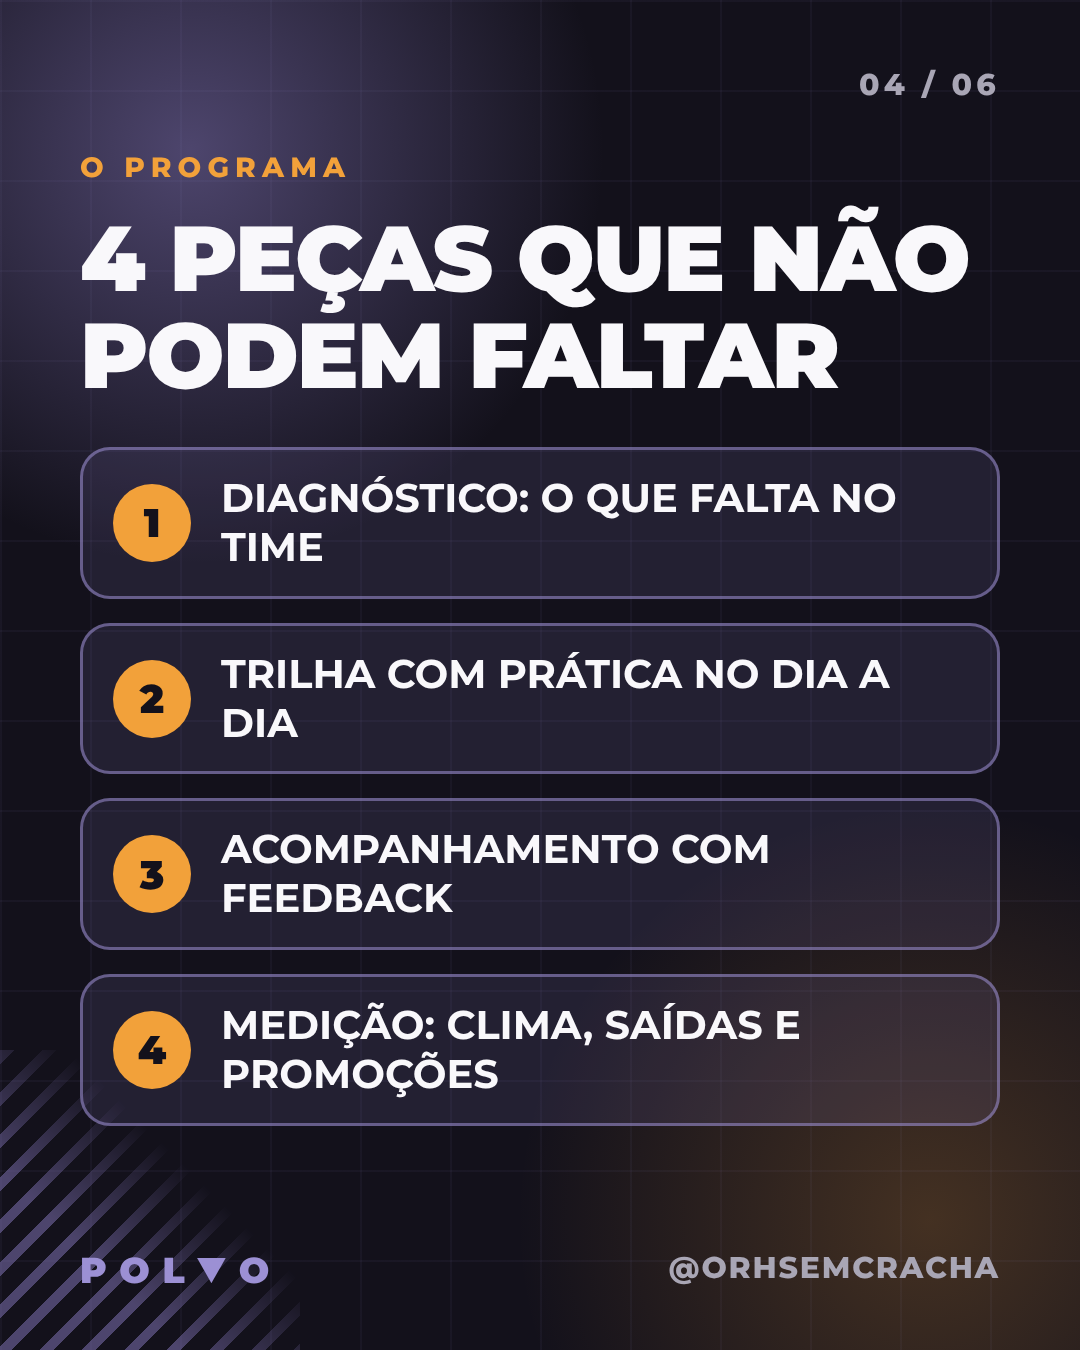 04 / 06
O PROGRAMA
4 PEÇAS QUE NÃO
PODEM FALTAR
1
DIAGNÓSTICO: O QUE FALTA NO
TIME
2
TRILHA COM PRÁTICA NO DIA A
DIA
3
ACOMPANHAMENTO COM
FEEDBACK
4
MEDIÇÃO: CLIMA, SAÍDAS E
PROMOÇÕES
POL▼O
@ORHSEMCRACHA